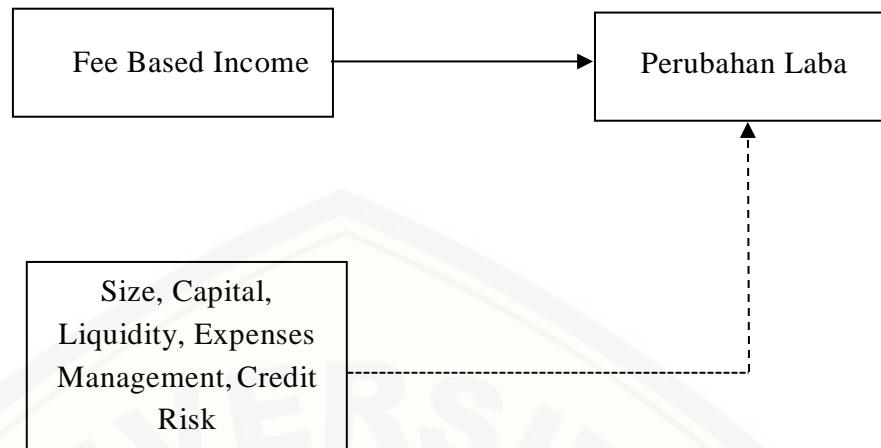 Fee Based Income
Perubahan Laba
Size, Capital,
Liquidity, Expenses
Management, Credit
Risk